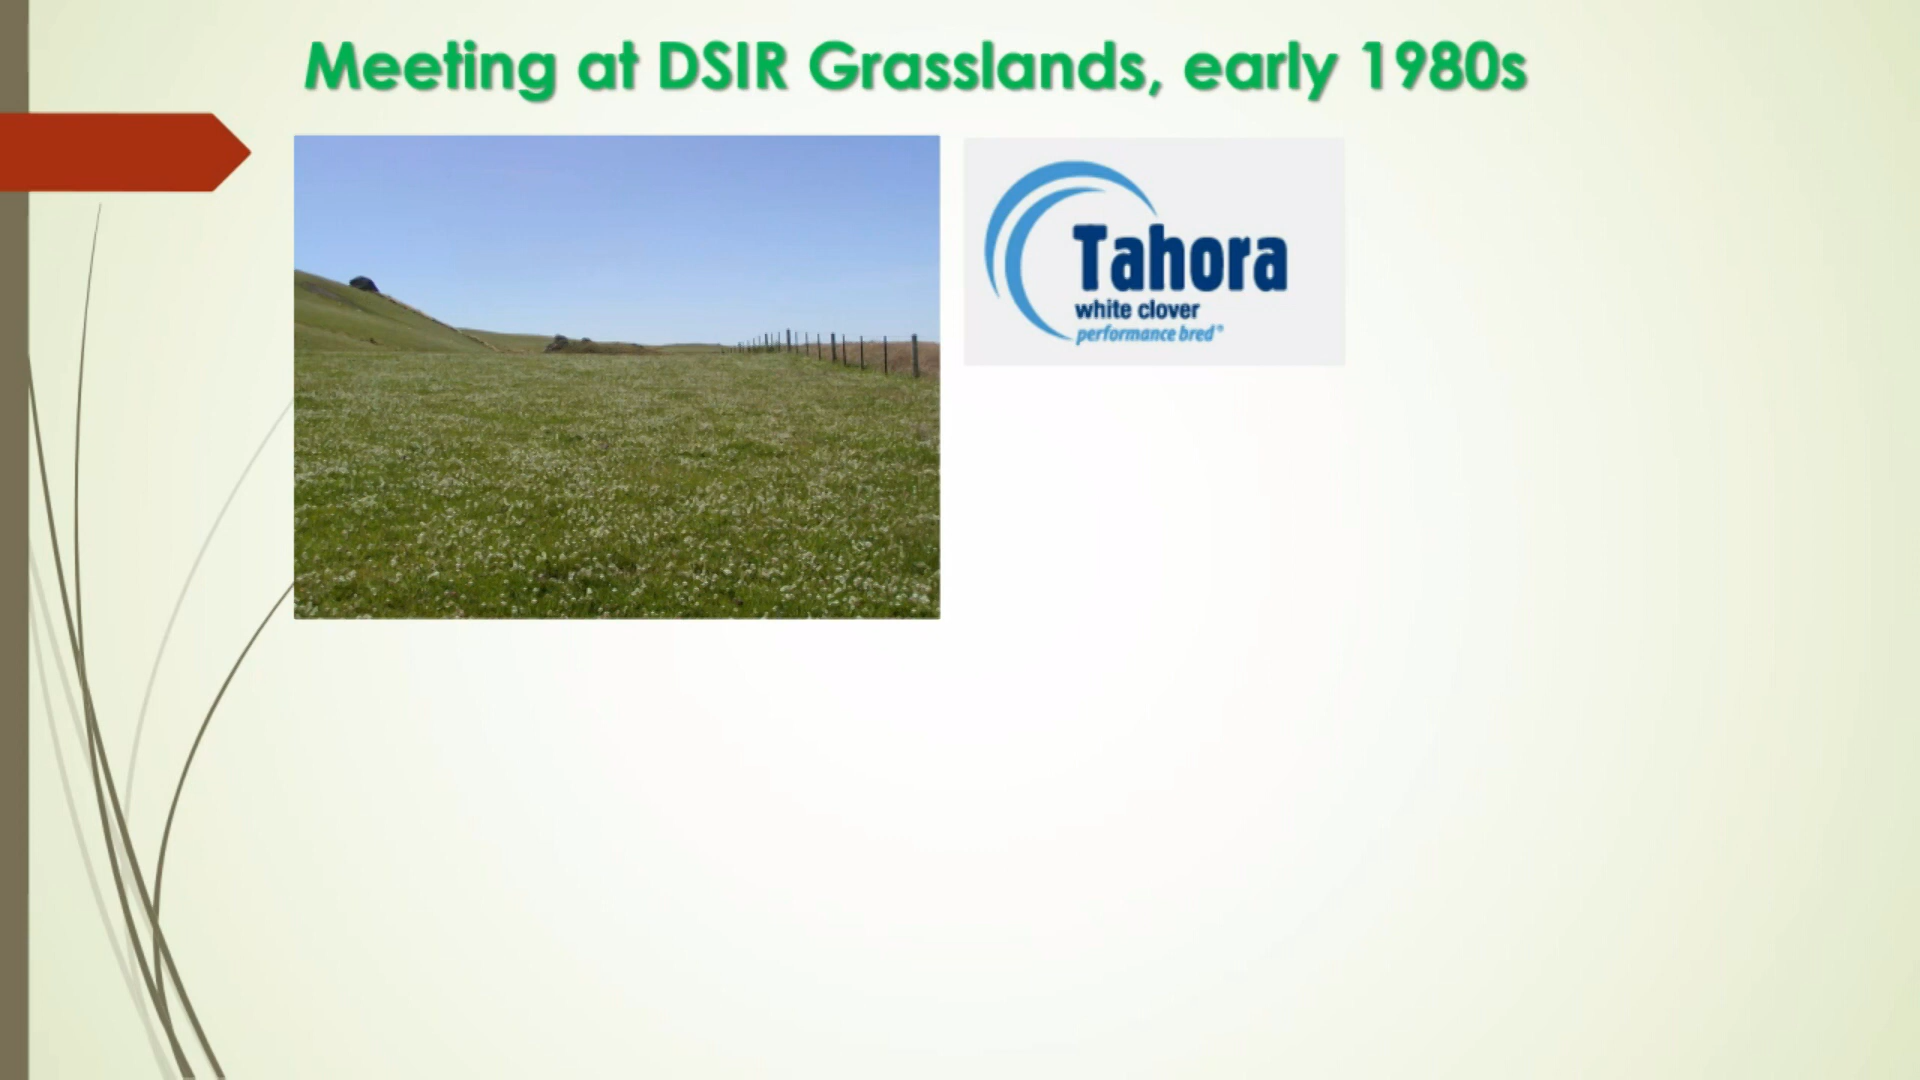 Meeting at DSIR Grasslands, early 1980s
Tahora
white clover
performance bred®